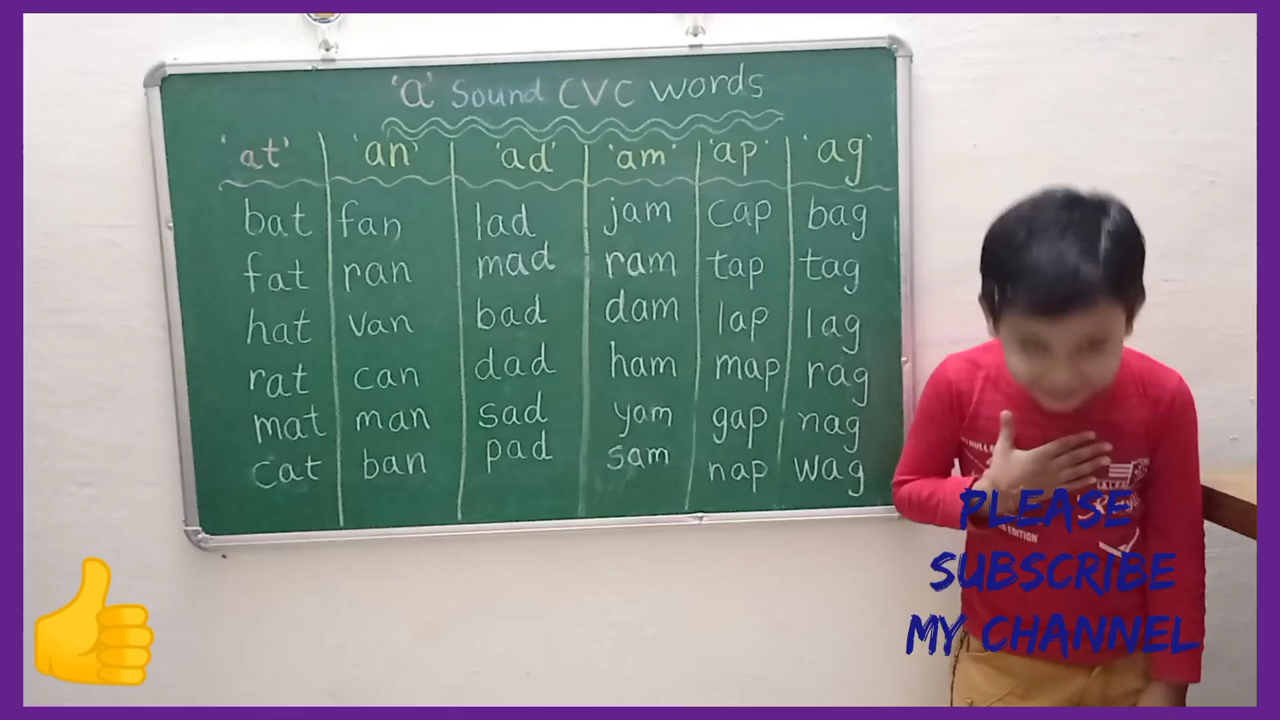 'a' Sound CVC words
'at' 'an' 'ad' 'am' 'ap' 'ag'
bat fan lad jam cap bag
fat ran mad ram tap tag
hat van bad dam lap lag
rat can dad ham map rag
mat man sad yam gap nag
cat ban pad sam nap wag
EDITION
PLEASE
SUBSCRIBE
MY CHANNEL